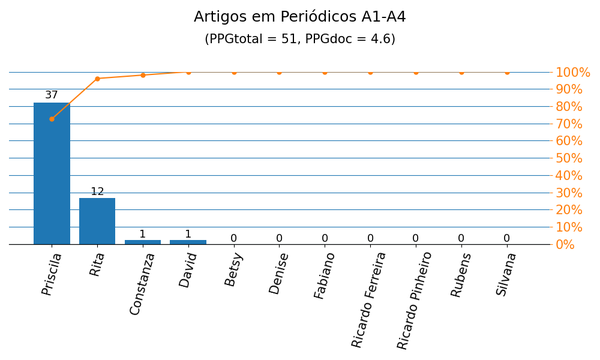 Artigos em Periódicos A1-A4
(PPGtotal = 51, PPGdoc = 4.6)
100%
90%
80%
70%
60%
50%
40%
30%
20%
10%
0%
37
12
1
1
0
0
0
0
0
0
0
Priscila
Rita
Constanza
David
Betsy
Denise
Fabiano
Ricardo Ferreira
Ricardo Pinheiro
Rubens
Silvana